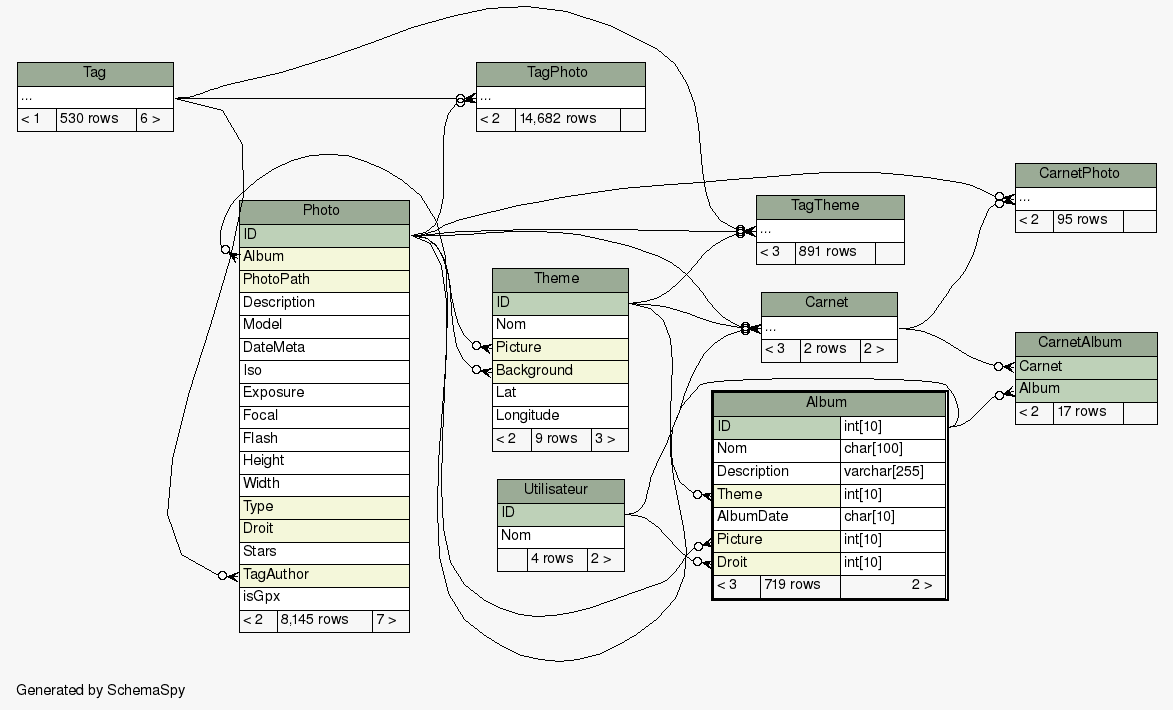 Tag
...
< 1 530 rows 6 >
TagPhoto
...
< 2 14,682 rows
CarnetPhoto
...
< 2 95 rows
TagTheme
...
< 3 891 rows
Photo
ID
Album
PhotoPath
Description
Model
DateMeta
Iso
Exposure
Focal
Flash
Height
Width
Type
Droit
Stars
TagAuthor
isGpx
< 2 8,145 rows 7 >
Theme
ID
Nom
Picture
Background
Lat
Longitude
< 2 9 rows 3 >
Carnet
...
< 3 2 rows 2 >
CarnetAlbum
Carnet
Album
< 2 17 rows
Utilisateur
ID
Nom
4 rows 2 >
Album
ID int[10]
Nom char[100]
Description varchar[255]
Theme int[10]
AlbumDate char[10]
Picture int[10]
Droit int[10]
< 3 719 rows 2 >
Generated by SchemaSpy